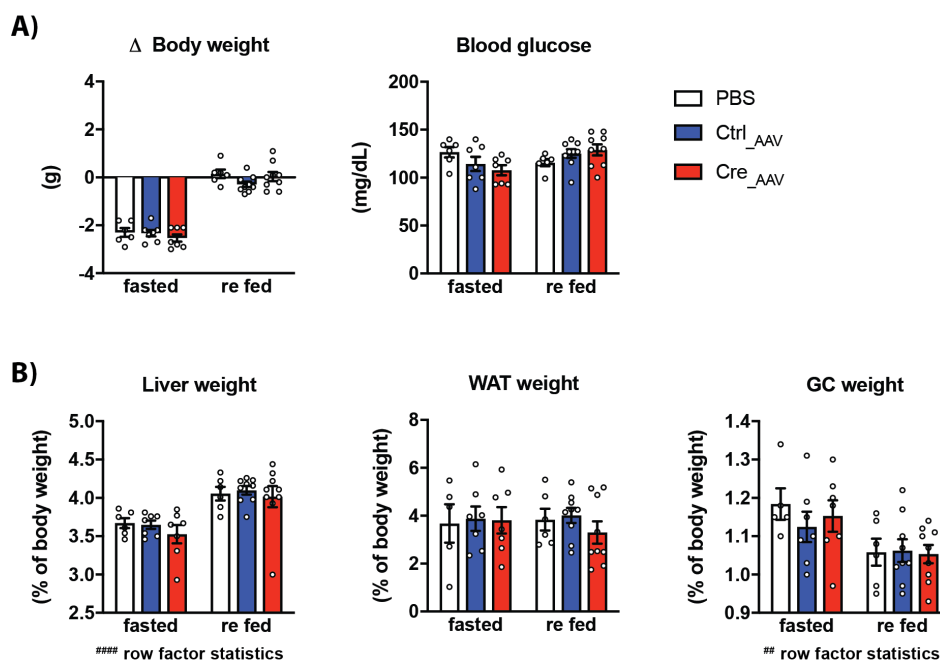 A)
Δ Body weight
Blood glucose
4
2
0
-2
-4
(g)
fasted
re fed
200
150
100
50
0
(mg/dL)
fasted
re fed
PBS
Ctrl_AAV
Cre_AAV
B)
Liver weight
WAT weight
GC weight
5.0
4.5
4.0
3.5
3.0
2.5
(% of body weight)
fasted
re fed
#### row factor statistics
8
6
4
2
0
(% of body weight)
fasted
re fed
1.4
1.3
1.2
1.1
1.0
0.9
(% of body weight)
fasted
re fed
## row factor statistics